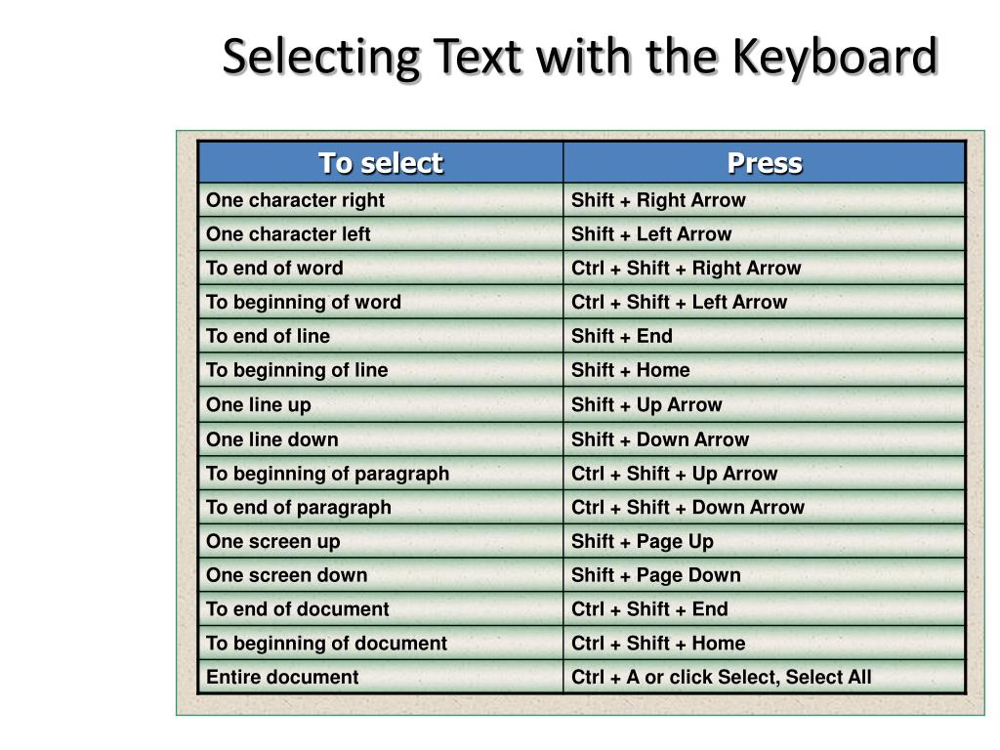 Selecting Text with the Keyboard
To select Press
One character right Shift + Right Arrow
One character left Shift + Left Arrow
To end of word Ctrl + Shift + Right Arrow
To beginning of word Ctrl + Shift + Left Arrow
To end of line Shift + End
To beginning of line Shift + Home
One line up Shift + Up Arrow
One line down Shift + Down Arrow
To beginning of paragraph Ctrl + Shift + Up Arrow
To end of paragraph Ctrl + Shift + Down Arrow
One screen up Shift + Page Up
One screen down Shift + Page Down
To end of document Ctrl + Shift + End
To beginning of document Ctrl + Shift + Home
Entire document Ctrl + A or click Select, Select All